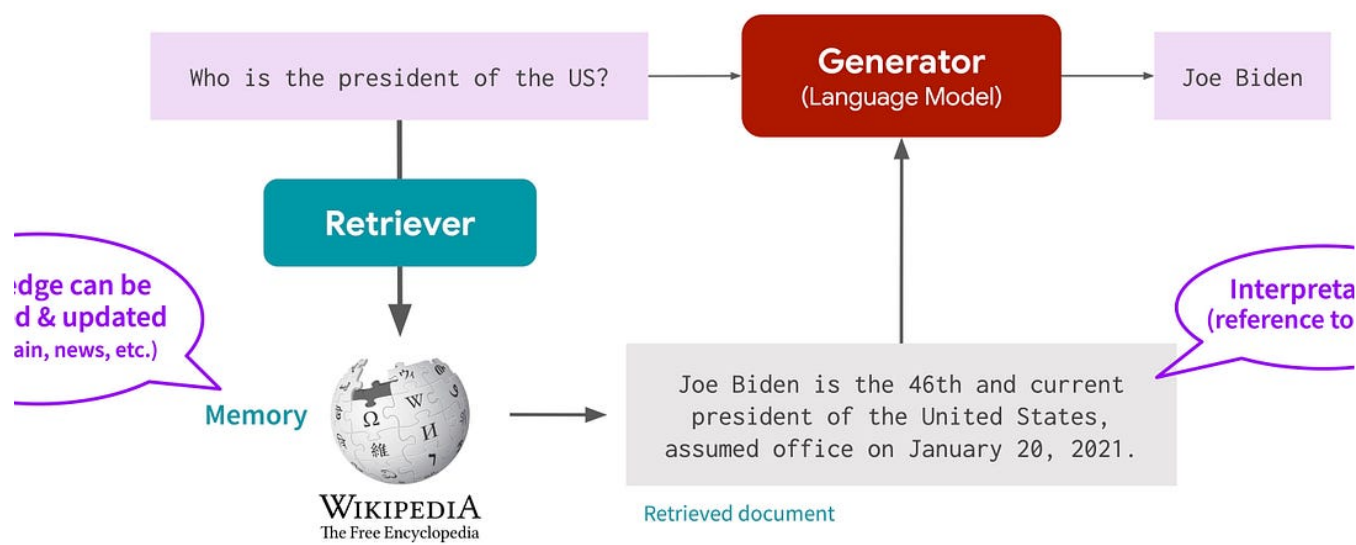 Who is the president of the US?
Generator
(Language Model)
Joe Biden
Retriever
edge can be
d & updated
ain, news, etc.)
Interpreta
(reference to
Memory
Ω
W
И
維
7
WIKIPEDIA
The Free Encyclopedia
Joe Biden is the 46th and current
president of the United States,
assumed office on January 20, 2021.
Retrieved document